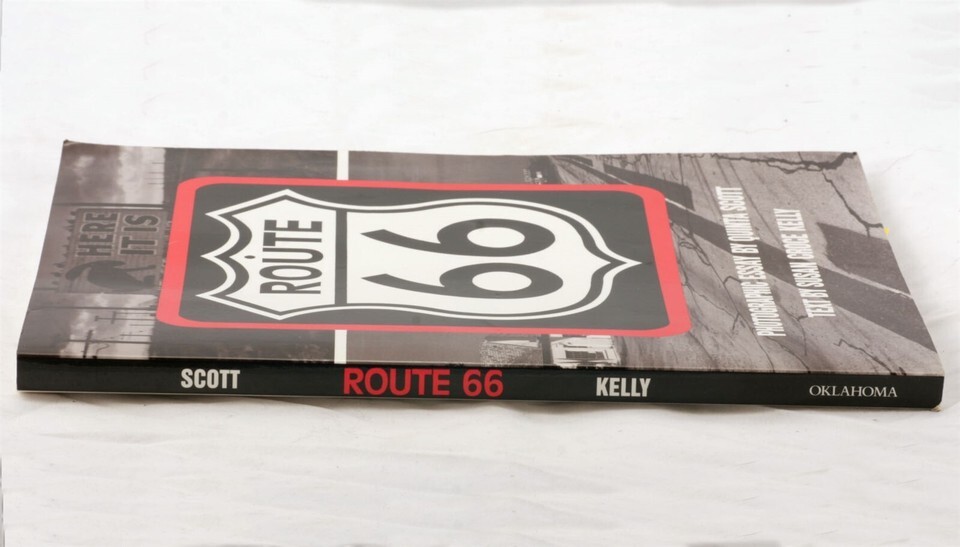 HERE
IT IS
ROUTE
66
PHOTOGRAPHIC ESSAY BY QUINTA SCOTT
TEXT BY SUSAN CROCE KELLY
SCOTT
ROUTE 66
KELLY
OKLAHOMA